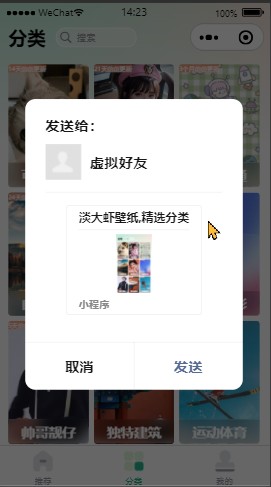 WeChat
14:23
100%
分类
搜索
发送给：
虚拟好友
淡大虾壁纸,精选分类
小程序
取消
发送
帅哥靓仔
独特建筑
运动体育
推荐
分类
我的